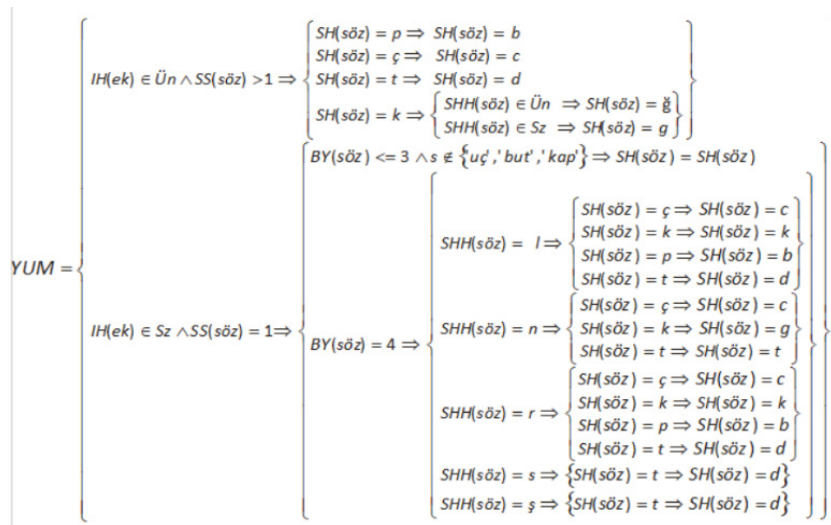 SH(söz) = p ⇒ SH(söz) = b
SH(söz) = ç ⇒ SH(söz) = c
IH(ek) ∈ Ün ∧ SS(söz) >1 ⇒ SH(söz) = t ⇒ SH(söz) = d
SH(söz) = k ⇒ { SHH(söz) ∈ Ün ⇒ SH(söz) = ğ
SHH(söz) ∈ Sz ⇒ SH(söz) = g }
BY(söz) <= 3 ∧ s ∉ {uç','but','kap'} ⇒ SH(söz) = SH(söz)
SH(söz) = ç ⇒ SH(söz) = c
SHH(söz) = l ⇒ SH(söz) = k ⇒ SH(söz) = k
SH(söz) = p ⇒ SH(söz) = b
SH(söz) = t ⇒ SH(söz) = d
YUM =
SH(söz) = ç ⇒ SH(söz) = c
IH(ek) ∈ Sz ∧ SS(söz) = 1 ⇒ BY(söz) = 4 ⇒ SHH(söz) = n ⇒ SH(söz) = k ⇒ SH(söz) = g
SH(söz) = t ⇒ SH(söz) = t
SH(söz) = ç ⇒ SH(söz) = c
SHH(söz) = r ⇒ SH(söz) = k ⇒ SH(söz) = k
SH(söz) = p ⇒ SH(söz) = b
SH(söz) = t ⇒ SH(söz) = d
SHH(söz) = s ⇒ {SH(söz) = t ⇒ SH(söz) = d}
SHH(söz) = ş ⇒ {SH(söz) = t ⇒ SH(söz) = d}